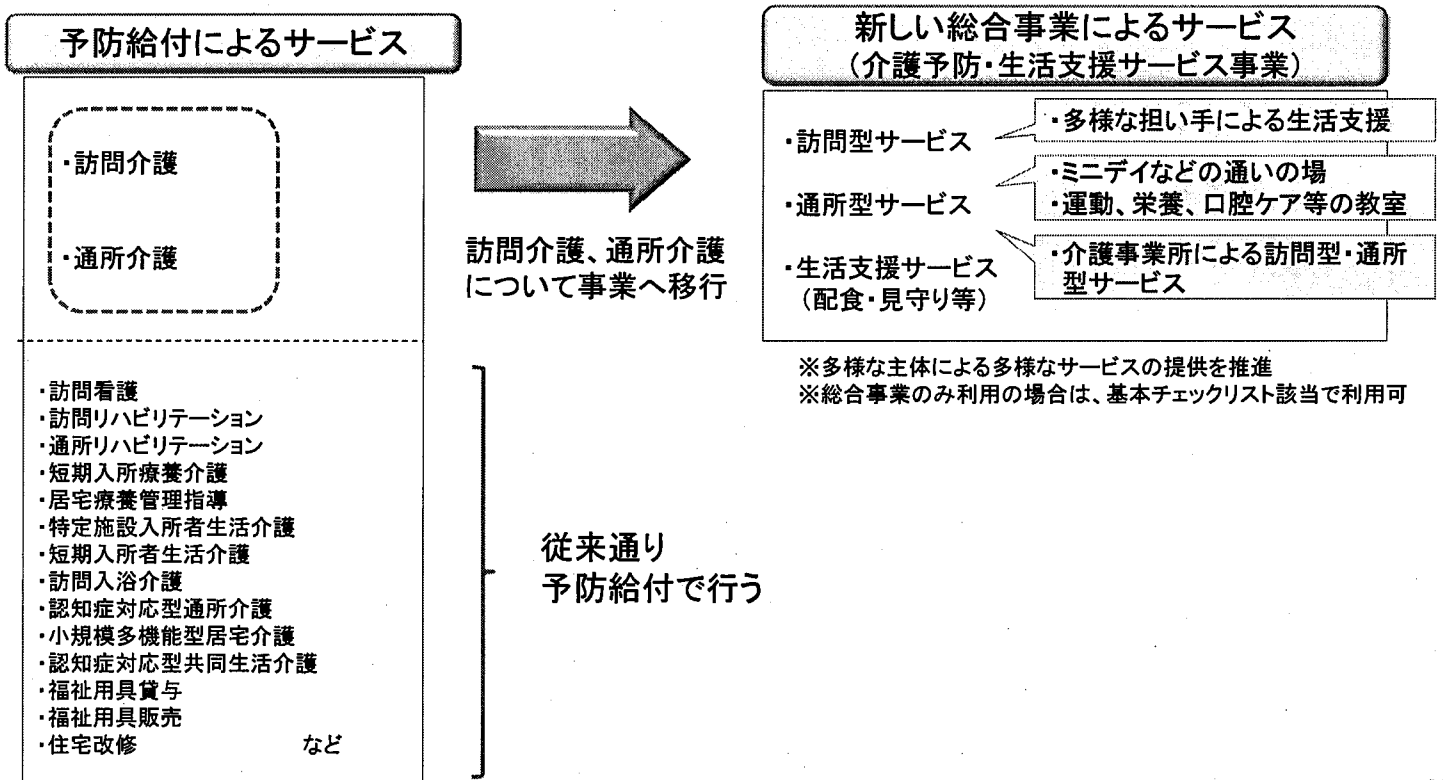 予防給付によるサービス
・訪問介護
・通所介護
・訪問看護
・訪問リハビリテーション
・通所リハビリテーション
・短期入所療養介護
・居宅療養管理指導
・特定施設入所者生活介護
・短期入所者生活介護
・訪問入浴介護
・認知症対応型通所介護
・小規模多機能型居宅介護
・認知症対応型共同生活介護
・福祉用具貸与
・福祉用具販売
・住宅改修 など
訪問介護、通所介護
について事業へ移行
従来通り
予防給付で行う
新しい総合事業によるサービス
（介護予防・生活支援サービス事業）
・訪問型サービス
・多様な担い手による生活支援
・通所型サービス
・ミニデイなどの通いの場
・運動、栄養、口腔ケア等の教室
・生活支援サービス
（配食・見守り等）
・介護事業所による訪問型・通所
型サービス
※多様な主体による多様なサービスの提供を推進
※総合事業のみ利用の場合は、基本チェックリスト該当で利用可